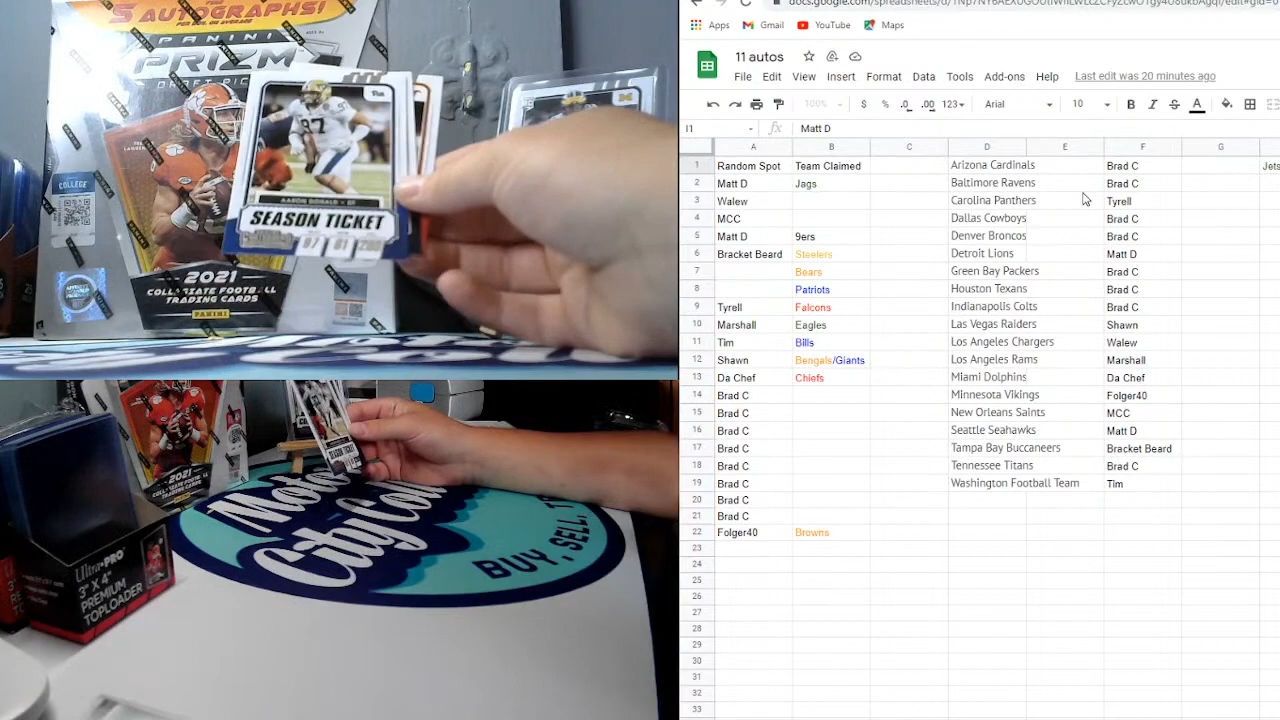 5 AUTOGRAPHS!
PANINI
PRIZM
COLLEGE
2021
COLLEGIATE FOOTBALL
TRADING CARDS
PANINI
AARON DONALD
SEASON TICKET
97
SEASON TICKET
2021
Moto
CityCo
BUY, SELL, T
Ultra·PRO
3" X 4"
PREMIUM
TOPLOADER
Apps Gmail YouTube Maps
11 autos
File Edit View Insert Format Data Tools Add-ons Help Last edit was 20 minutes ago
100% $ % .0 .00 123 Arial 10 B I S A
I1 fx Matt D
A B C D E F G
1 Random Spot Team Claimed Arizona Cardinals Brad C Jets
2 Matt D Jags Baltimore Ravens Brad C
3 Walew Carolina Panthers Tyrell
4 MCC Dallas Cowboys Brad C
5 Matt D 9ers Denver Broncos Brad C
6 Bracket Beard Steelers Detroit Lions Matt D
7 Bears Green Bay Packers Brad C
8 Patriots Houston Texans Brad C
9 Tyrell Falcons Indianapolis Colts Brad C
10 Marshall Eagles Las Vegas Raiders Shawn
11 Tim Bills Los Angeles Chargers Walew
12 Shawn Bengals/Giants Los Angeles Rams Marshall
13 Da Chef Chiefs Miami Dolphins Da Chef
14 Brad C Minnesota Vikings Folger40
15 Brad C New Orleans Saints MCC
16 Brad C Seattle Seahawks Matt D
17 Brad C Tampa Bay Buccaneers Bracket Beard
18 Brad C Tennessee Titans Brad C
19 Brad C Washington Football Team Tim
20 Brad C
21 Brad C
22 Folger40 Browns
23
24
25
26
27
28
29
30
31
32
33